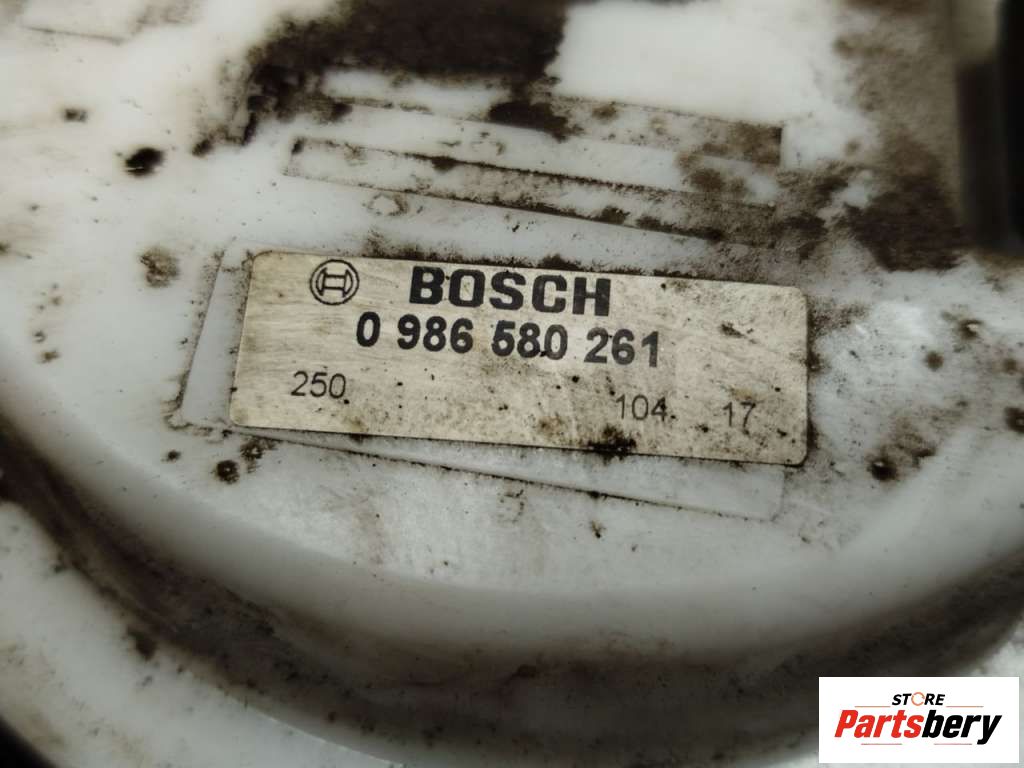 BOSCH
0 986 580 261
250 104 17
STORE
Partsbery